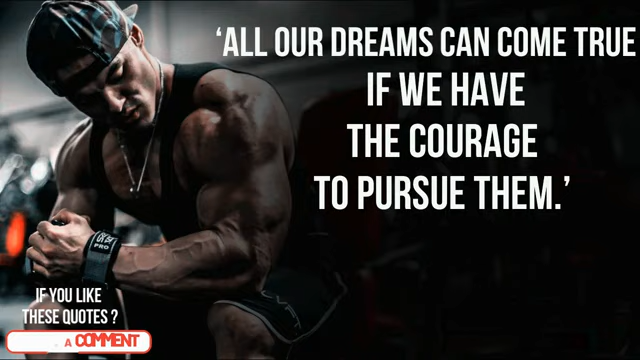 ‘ALL OUR DREAMS CAN COME TRUE
IF WE HAVE
THE COURAGE
TO PURSUE THEM.’
PRO
IF YOU LIKE
THESE QUOTES ?
A COMMENT